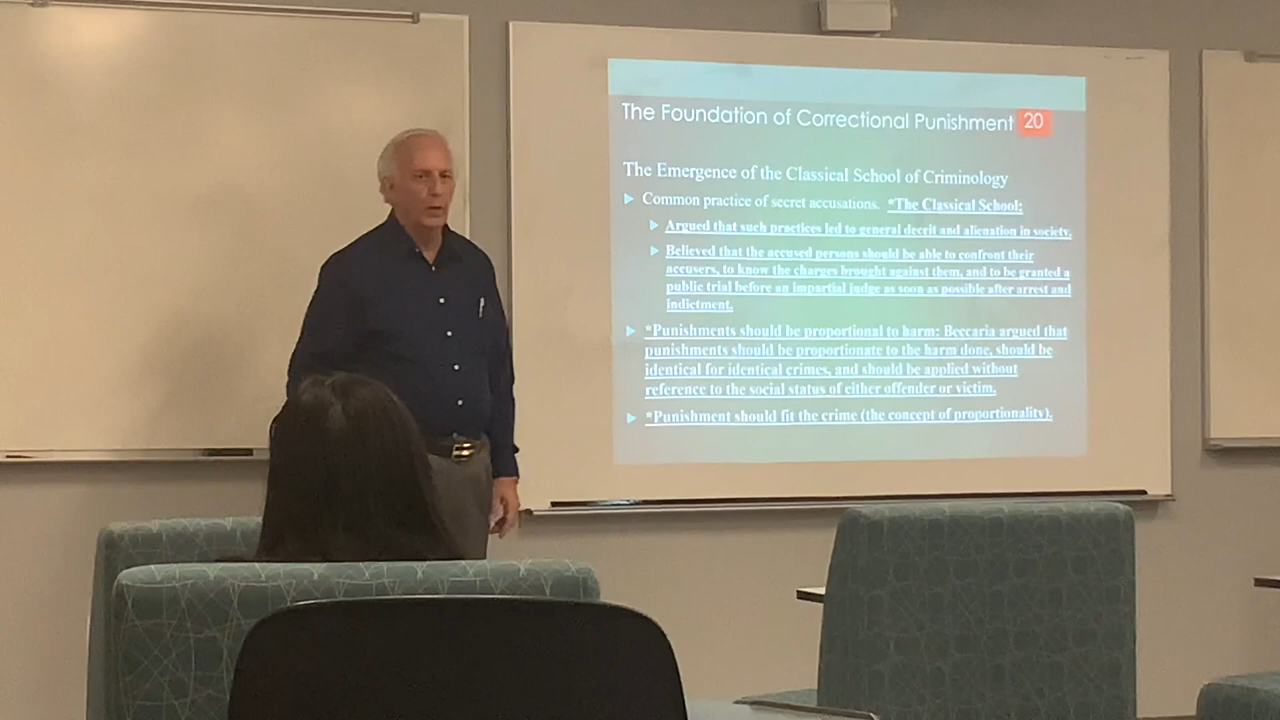 The Foundation of Correctional Punishment 20
The Emergence of the Classical School of Criminology
Common practice of secret accusations. *The Classical School:
Argued that such practices led to general deceit and alienation in society.
Believed that the accused persons should be able to confront their
accusers, to know the charges brought against them, and to be granted a
public trial before an impartial judge as soon as possible after arrest and
indictment.
*Punishments should be proportional to harm: Beccaria argued that
punishments should be proportionate to the harm done, should be
identical for identical crimes, and should be applied without
reference to the social status of either offender or victim.
*Punishment should fit the crime (the concept of proportionality).